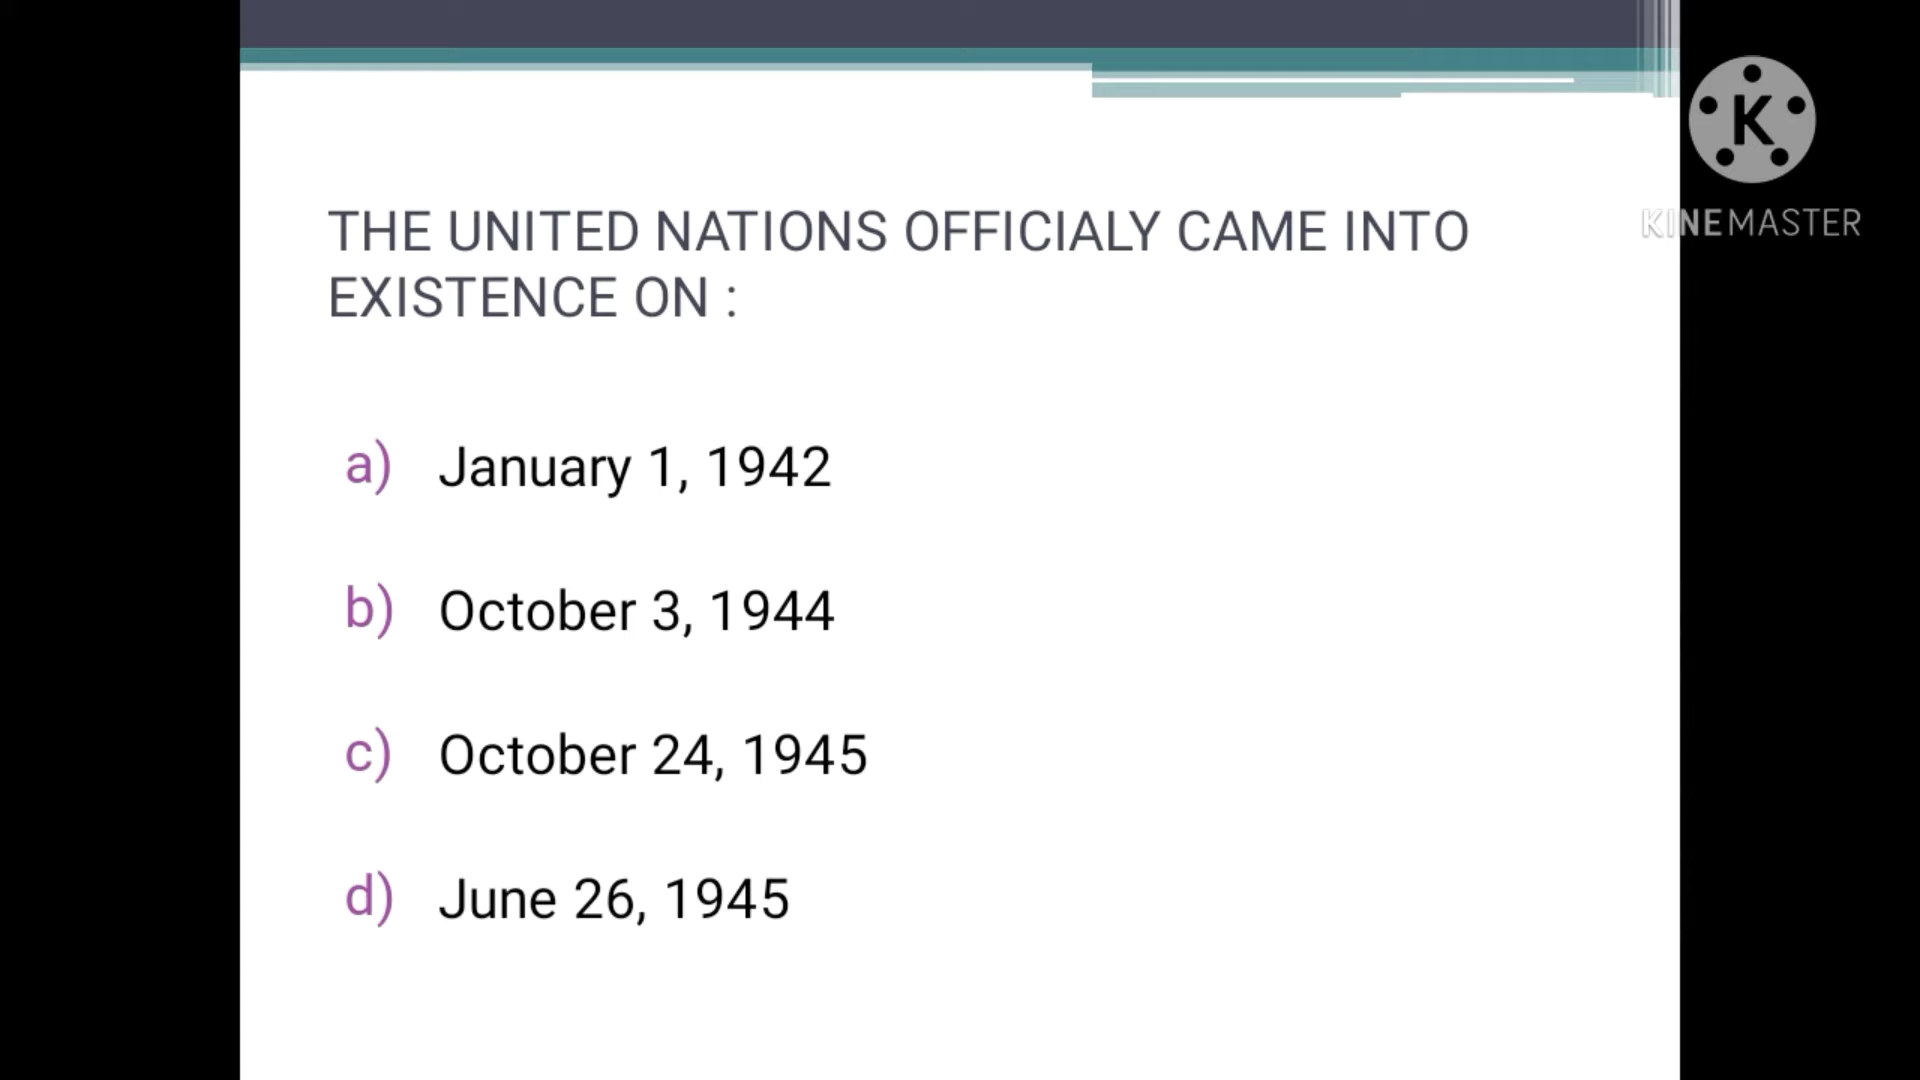 THE UNITED NATIONS OFFICIALY CAME INTO
EXISTENCE ON :
a) January 1, 1942
b) October 3, 1944
c) October 24, 1945
d) June 26, 1945
K
KINEMASTER